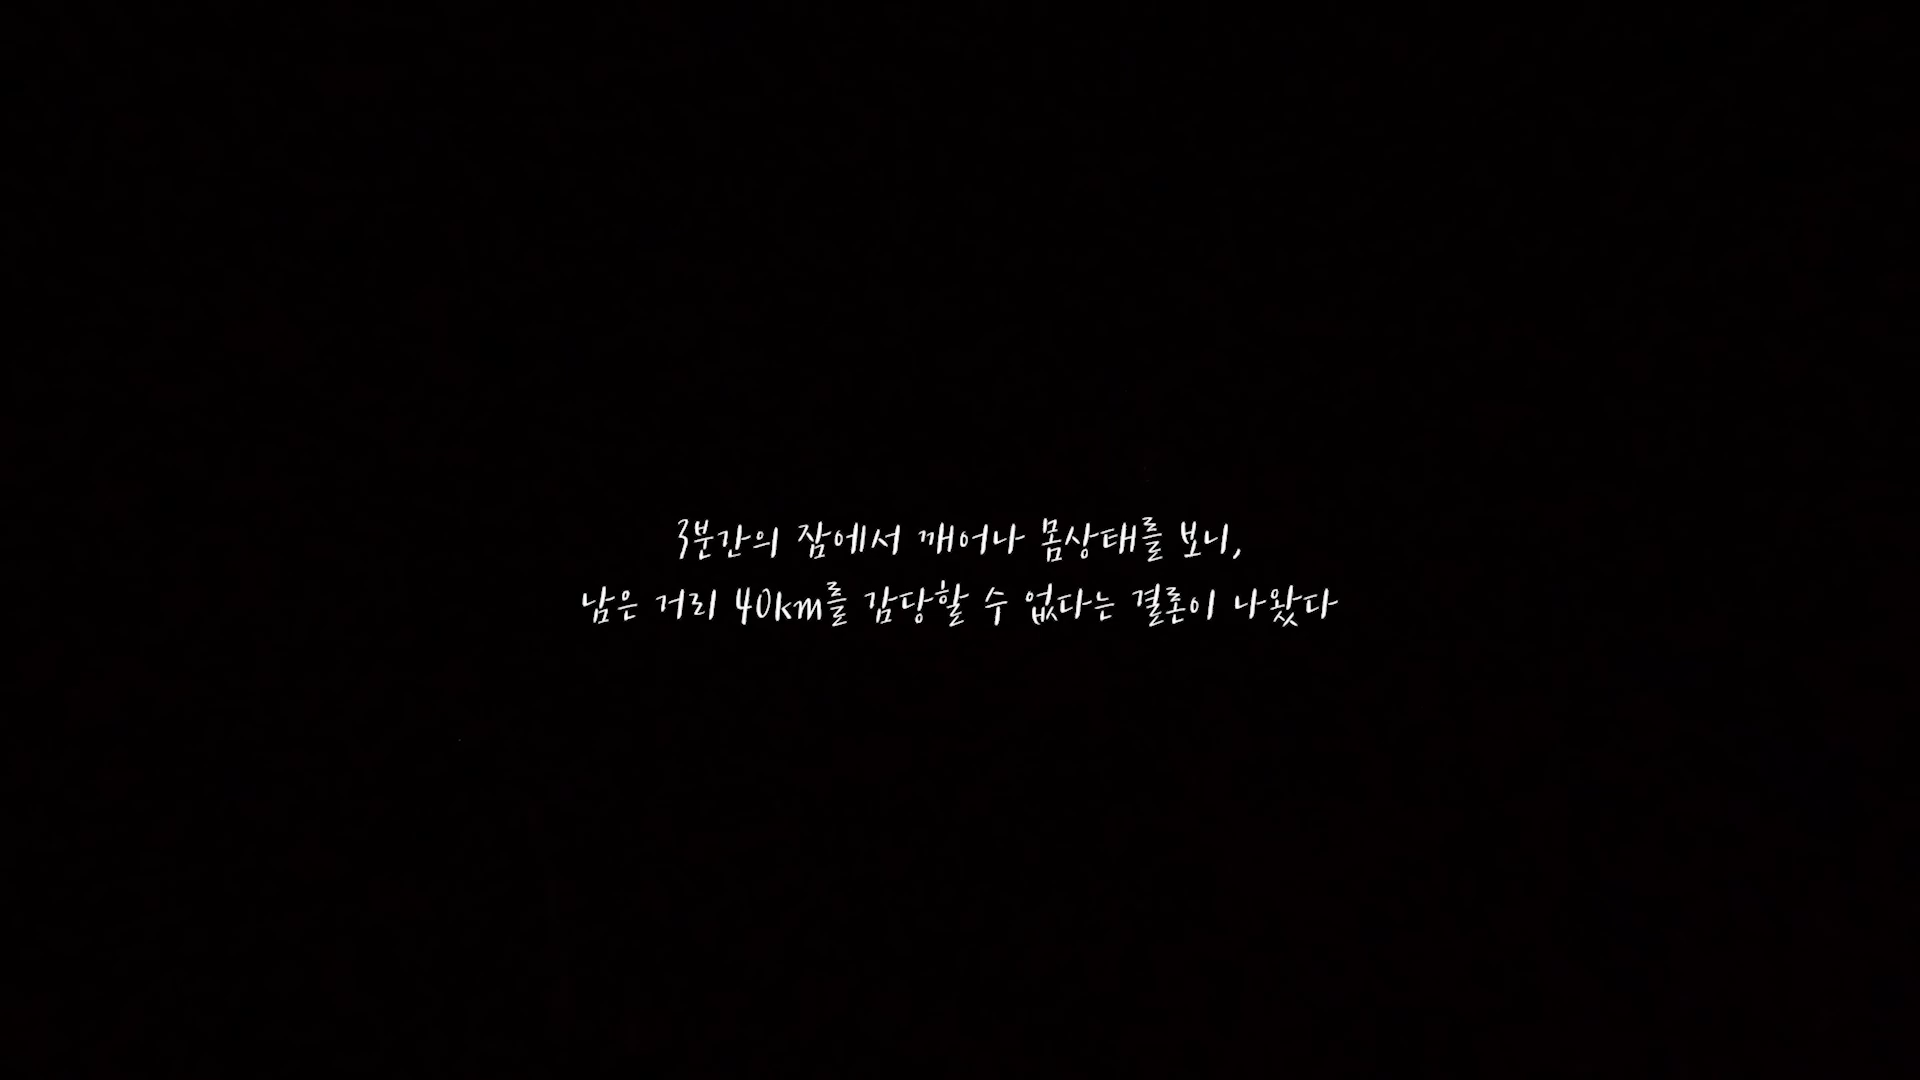 3분간의 잠에서 깨어나 몸상태를 보니,
남은 거리 40km를 감당할 수 없다는 결론이 나왔다